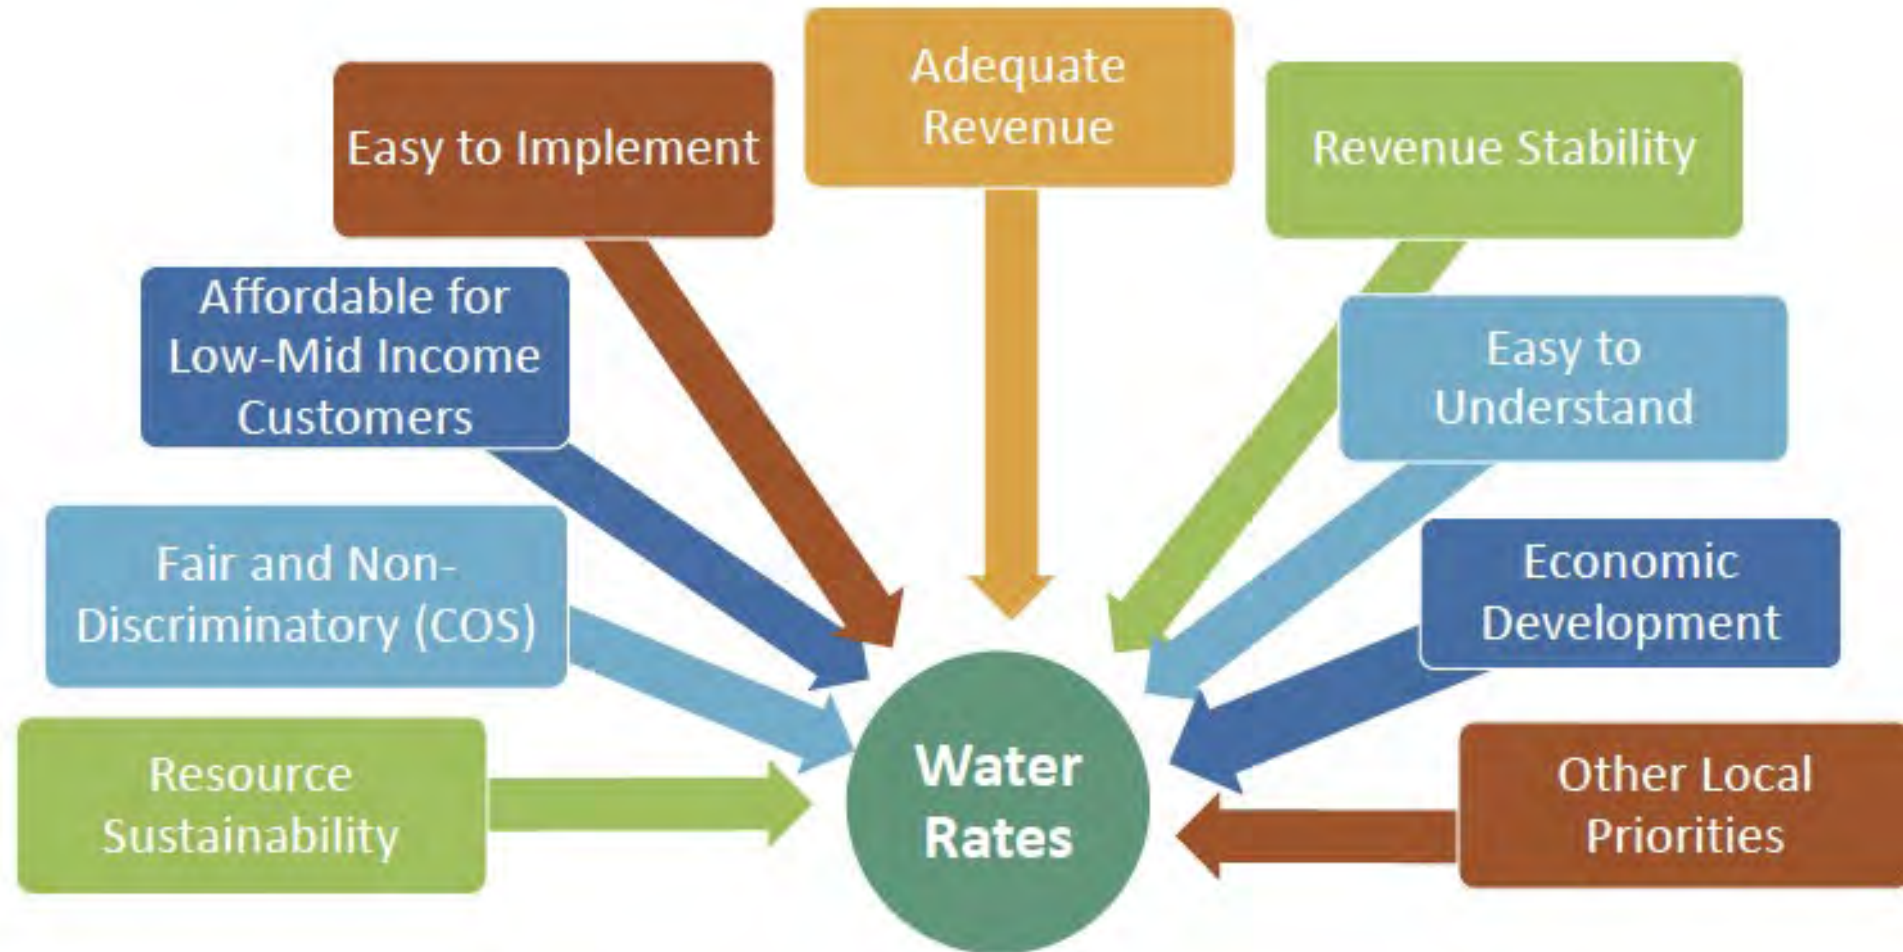 Adequate
Revenue
Easy to Implement
Revenue Stability
Affordable for
Low-Mid Income
Customers
Easy to
Understand
Fair and Non-
Discriminatory (COS)
Economic
Development
Resource
Sustainability
Other Local
Priorities
Water
Rates